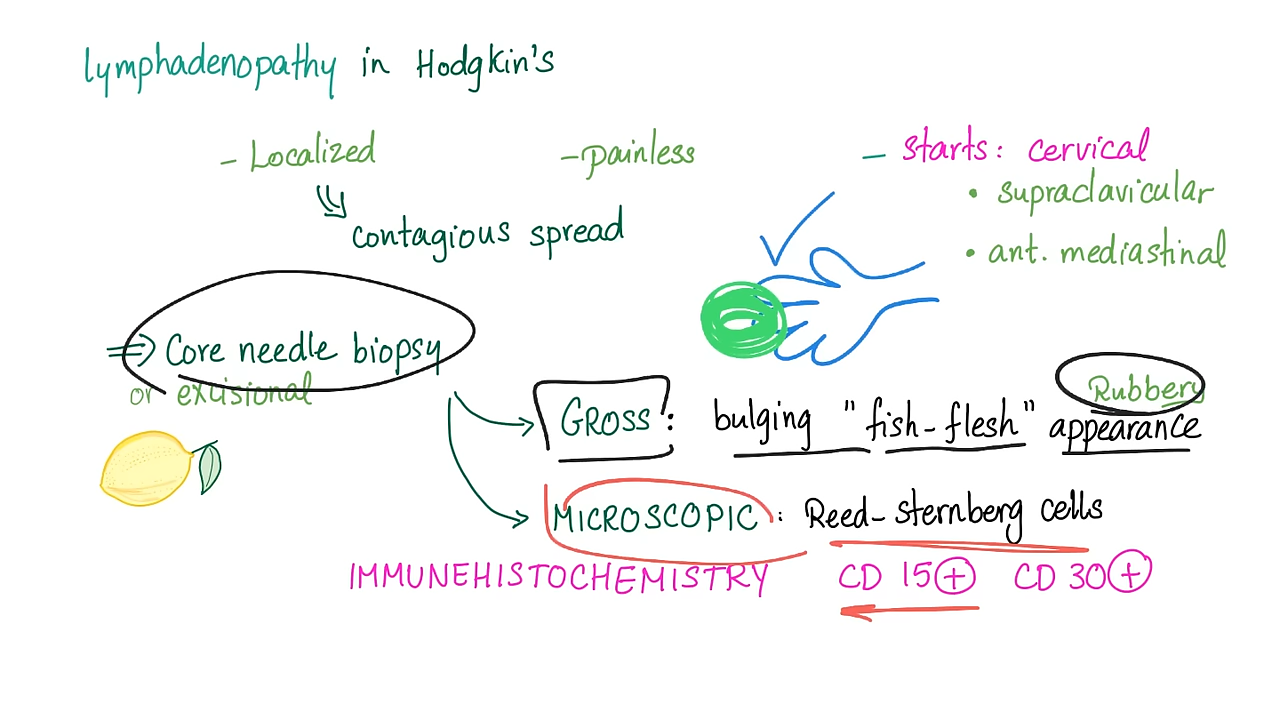 lymphadenopathy in Hodgkin's
- Localized
- painless
- starts: cervical
• supraclavicular
• ant. mediastinal
contagious spread
⇒ Core needle biopsy
or excisional
Rubbery
GROSS: bulging "fish-flesh" appearance
MICROSCOPIC: Reed-sternberg cells
IMMUNEHISTOCHEMISTRY CD 15 + CD 30 +